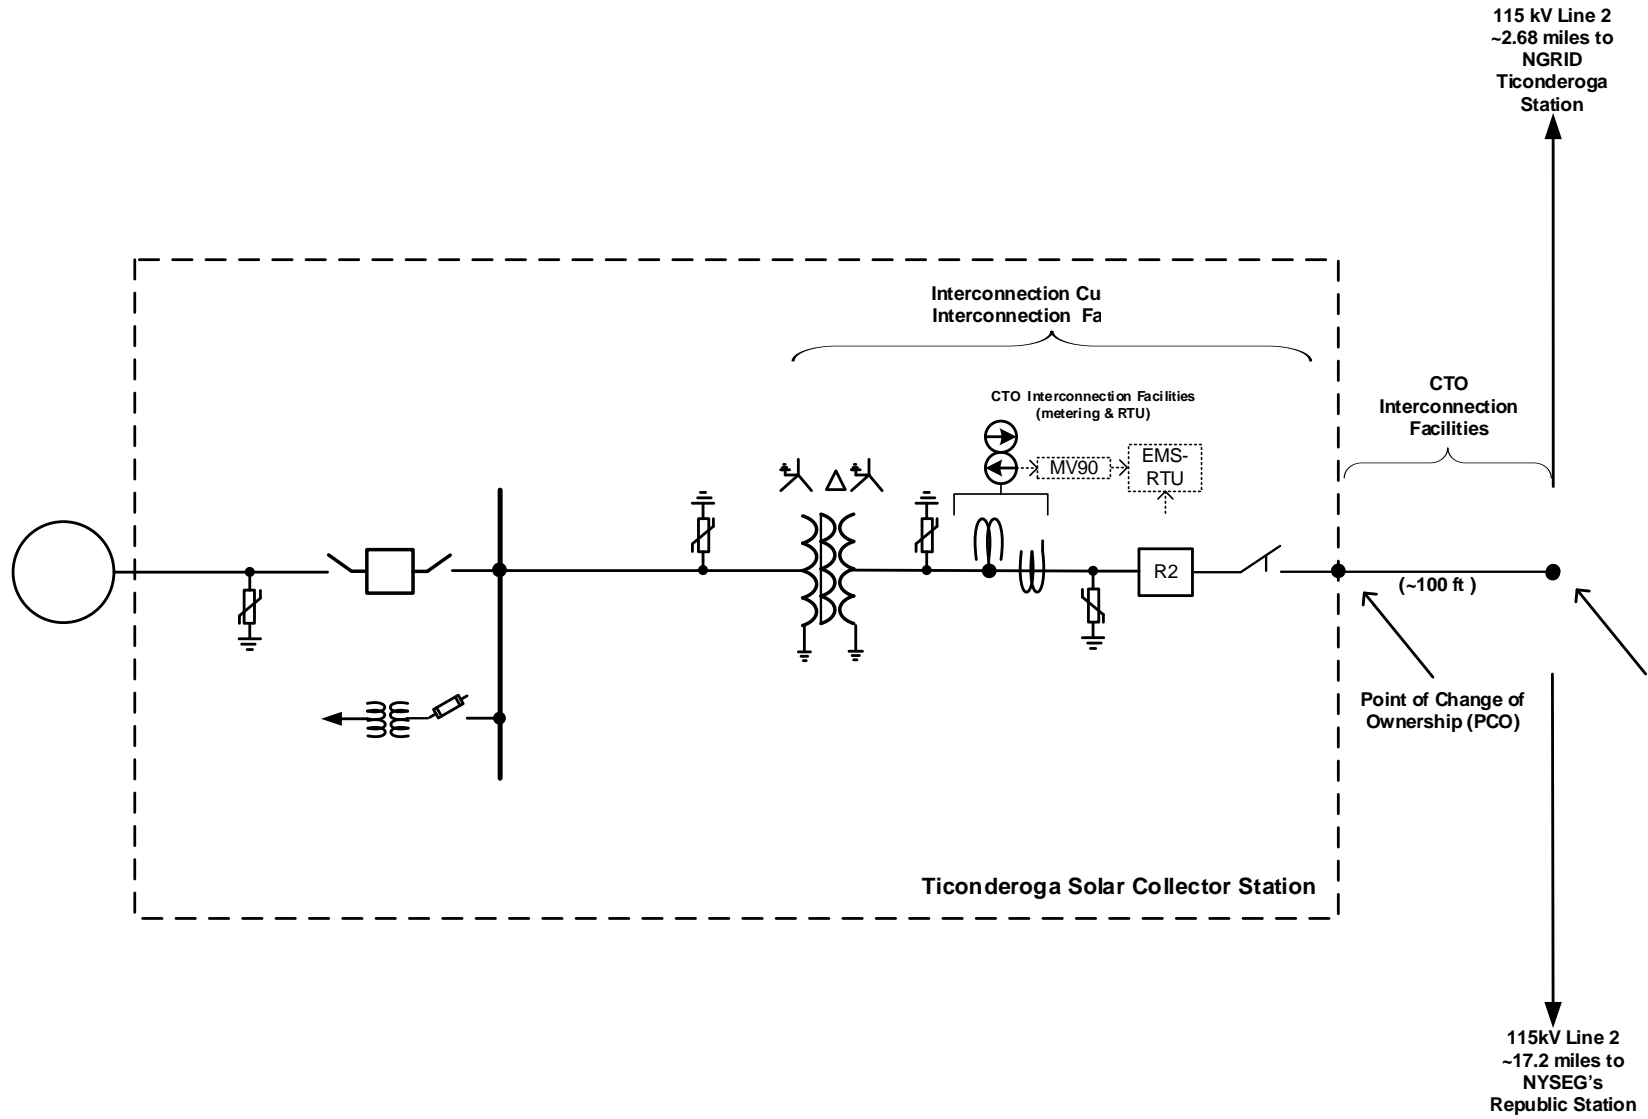 115 kV Line 2
~2.68 miles to
NGRID
Ticonderoga
Station
Interconnection Cu
Interconnection Fa
CTO
Interconnection
Facilities
CTO Interconnection Facilities
(metering & RTU)
MV90
EMS-
RTU
R2
(~100 ft )
Point of Change of
Ownership (PCO)
Ticonderoga Solar Collector Station
115kV Line 2
~17.2 miles to
NYSEG’s
Republic Station